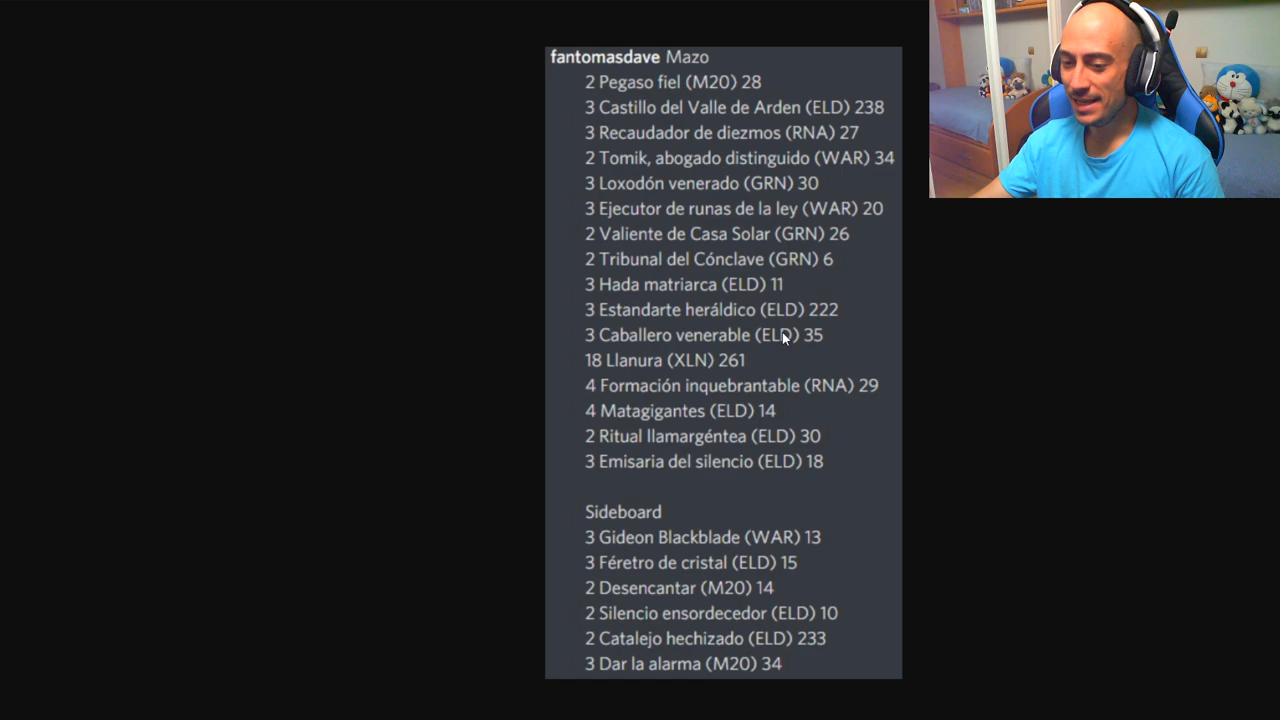 fantomasdave Mazo
2 Pegaso fiel (M20) 28
3 Castillo del Valle de Arden (ELD) 238
3 Recaudador de diezmos (RNA) 27
2 Tomik, abogado distinguido (WAR) 34
3 Loxodón venerado (GRN) 30
3 Ejecutor de runas de la ley (WAR) 20
2 Valiente de Casa Solar (GRN) 26
2 Tribunal del Cónclave (GRN) 6
3 Hada matriarca (ELD) 11
3 Estandarte heráldico (ELD) 222
3 Caballero venerable (ELD) 35
18 Llanura (XLN) 261
4 Formación inquebrantable (RNA) 29
4 Matagigantes (ELD) 14
2 Ritual llamargéntea (ELD) 30
3 Emisaria del silencio (ELD) 18
Sideboard
3 Gideon Blackblade (WAR) 13
3 Féretro de cristal (ELD) 15
2 Desencantar (M20) 14
2 Silencio ensordecedor (ELD) 10
2 Catalejo hechizado (ELD) 233
3 Dar la alarma (M20) 34